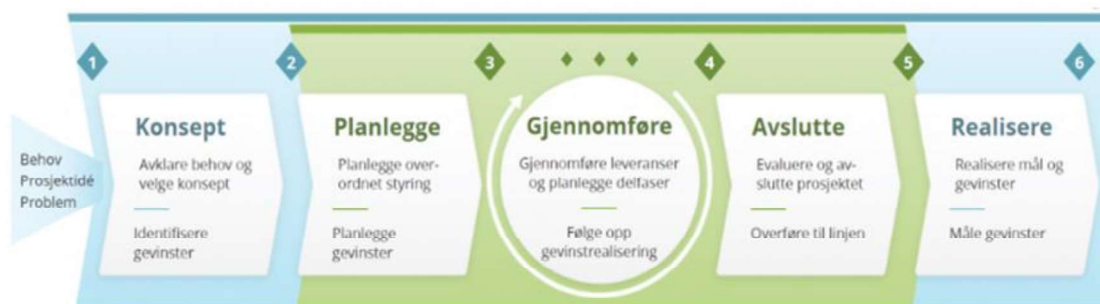 1
2
3
4
5
6
Behov
Prosjektidé
Problem
Konsept
Avklare behov og
velge konsept
Identifisere
gevinster
Planlegge
Planlegge over-
ordnet styring
Planlegge
gevinster
Gjennomføre
Gjennomføre leveranser
og planlegge delfaser
Følge opp
gevinstrealisering
Avslutte
Evaluere og av-
slutte prosjektet
Overføre til linjen
Realisere
Realisere mål og
gevinster
Måle gevinster